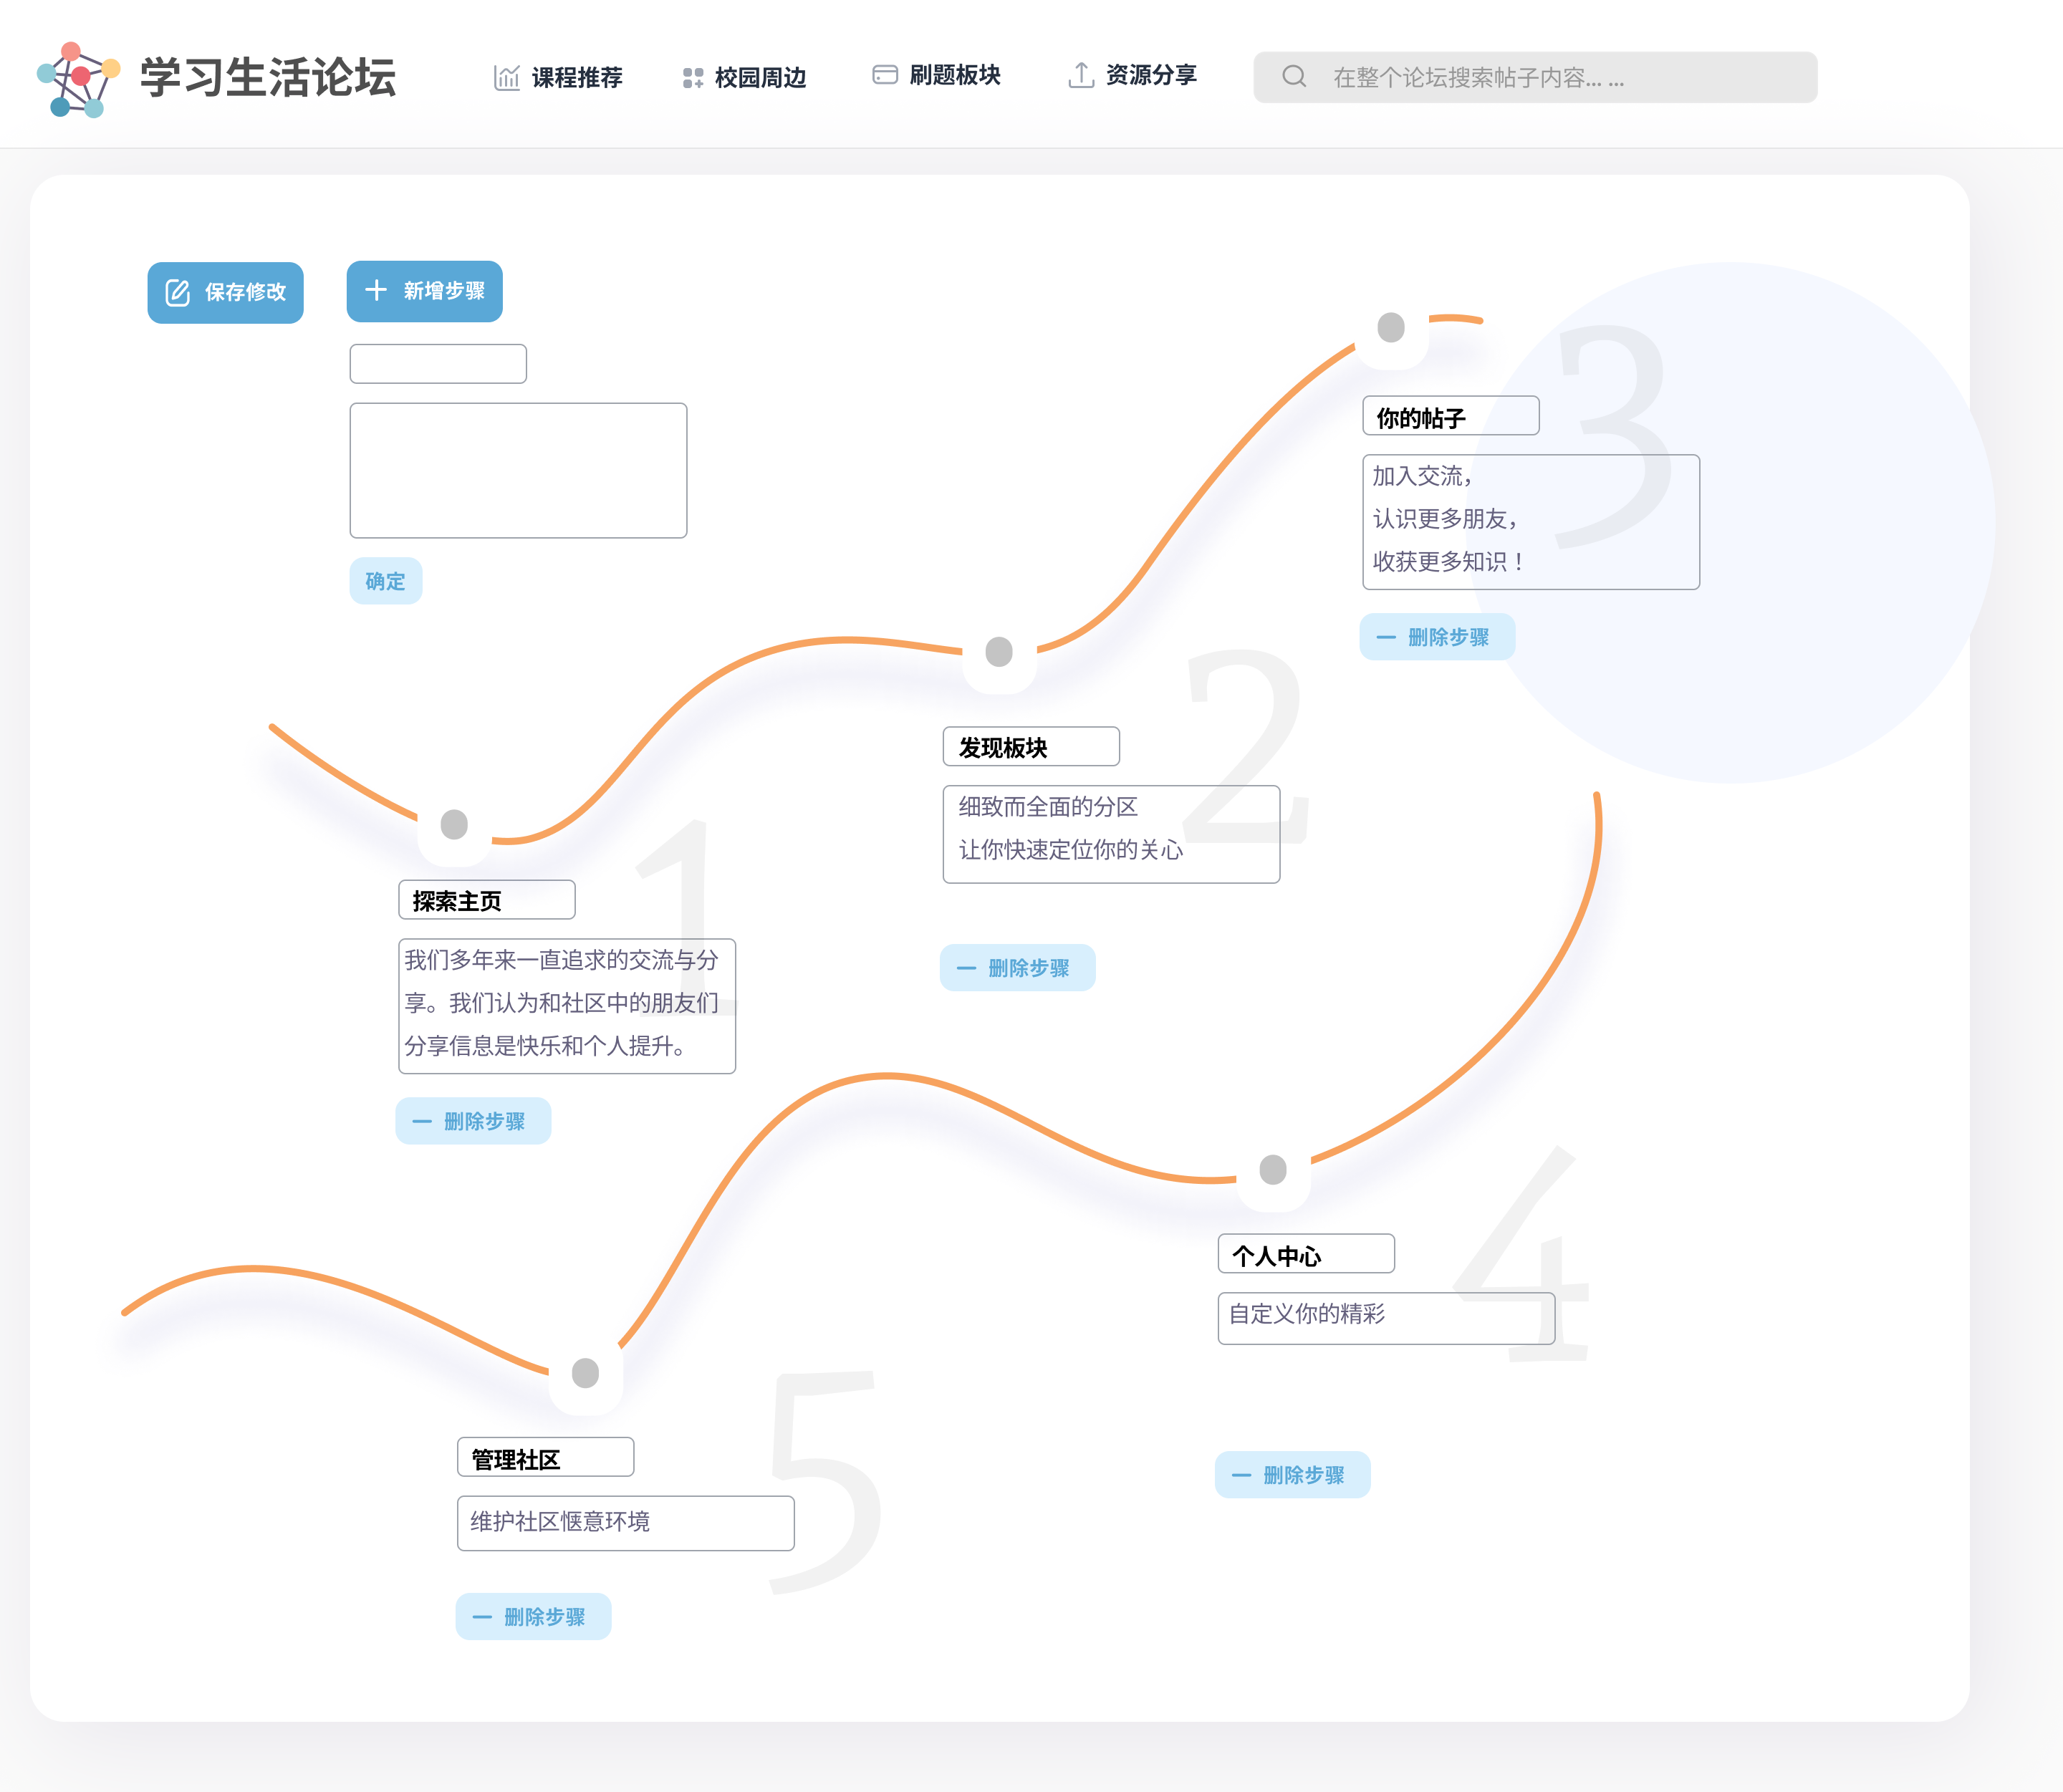 学习生活论坛
课程推荐
校园周边
刷题板块
资源分享
在整个论坛搜索帖子内容... ...
保存修改
新增步骤
确定
3
你的帖子
加入交流，
认识更多朋友，
收获更多知识！
删除步骤
2
发现板块
细致而全面的分区
让你快速定位你的关心
删除步骤
1
探索主页
我们多年来一直追求的交流与分
享。我们认为和社区中的朋友们
分享信息是快乐和个人提升。
删除步骤
4
个人中心
自定义你的精彩
删除步骤
5
管理社区
维护社区惬意环境
删除步骤